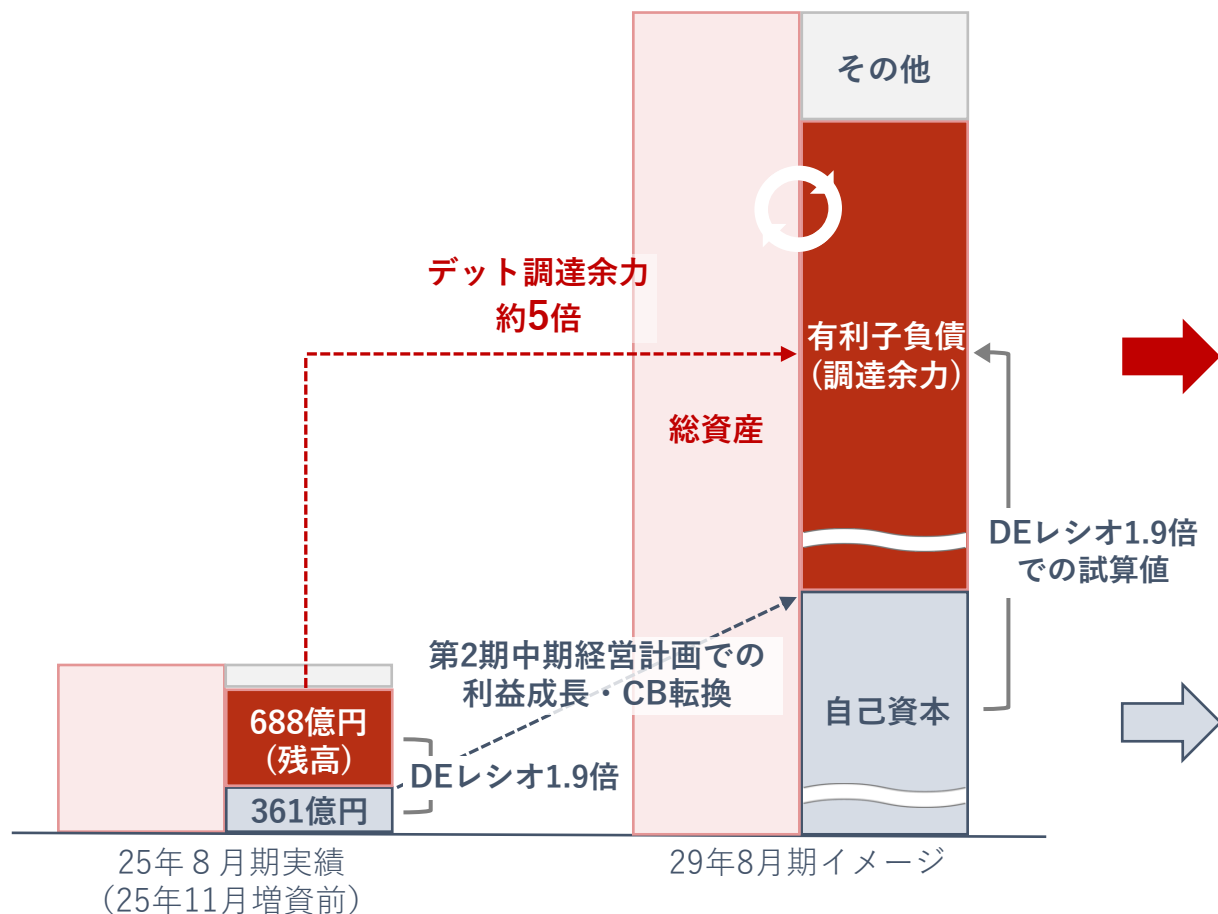 その他
デット調達余力
約5倍
有利子負債
(調達余力)
総資産
DEレシオ1.9倍
での試算値
第2期中期経営計画での
利益成長・CB転換
自己資本
688億円
(残高)
DEレシオ1.9倍
361億円
25年８月期実績
（25年11月増資前）
29年8月期イメージ